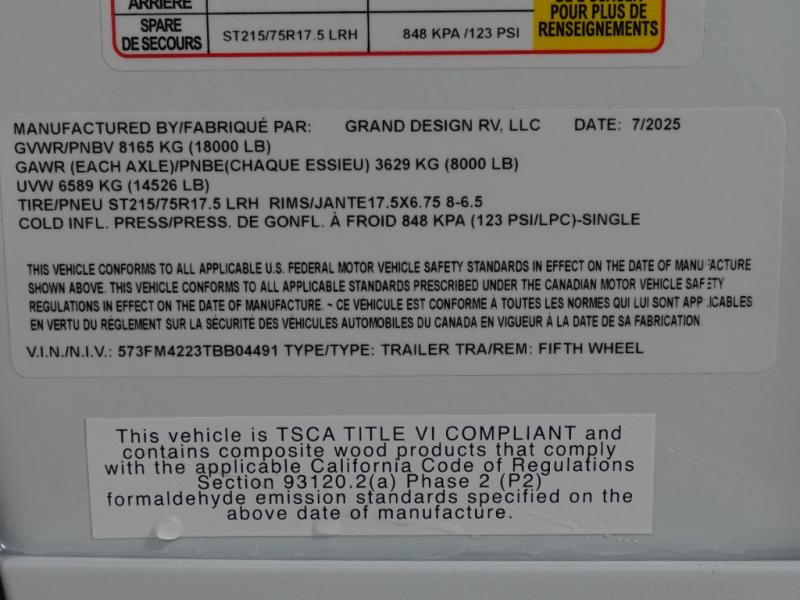 ARRIÈRE
POUR PLUS DE
SPARE
DE SECOURS
ST215/75R17.5 LRH
848 KPA /123 PSI
RENSEIGNEMENTS
MANUFACTURED BY/FABRIQUÉ PAR: GRAND DESIGN RV, LLC DATE: 7/2025
GVWR/PNBV 8165 KG (18000 LB)
GAWR (EACH AXLE)/PNBE(CHAQUE ESSIEU) 3629 KG (8000 LB)
UVW 6589 KG (14526 LB)
TIRE/PNEU ST215/75R17.5 LRH RIMS/JANTE17.5X6.75 8-6.5
COLD INFL. PRESS/PRESS. DE GONFL. À FROID 848 KPA (123 PSI/LPC)-SINGLE
THIS VEHICLE CONFORMS TO ALL APPLICABLE U.S. FEDERAL MOTOR VEHICLE SAFETY STANDARDS IN EFFECT ON THE DATE OF MANUFACTURE
SHOWN ABOVE. THIS VEHICLE CONFORMS TO ALL APPLICABLE STANDARDS PRESCRIBED UNDER THE CANADIAN MOTOR VEHICLE SAFETY
REGULATIONS IN EFFECT ON THE DATE OF MANUFACTURE. ~ CE VÉHICULE EST CONFORME À TOUTES LES NORMES QUI LUI SONT APPLICABLES
EN VERTU DU RÈGLEMENT SUR LA SÉCURITÉ DES VÉHICULES AUTOMOBILES DU CANADA EN VIGUEUR À LA DATE DE SA FABRICATION.
V.I.N./N.I.V.: 573FM4223TBB04491 TYPE/TYPE: TRAILER TRA/REM: FIFTH WHEEL
This vehicle is TSCA TITLE VI COMPLIANT and
contains composite wood products that comply
with the applicable California Code of Regulations
Section 93120.2(a) Phase 2 (P2)
formaldehyde emission standards specified on the
above date of manufacture.